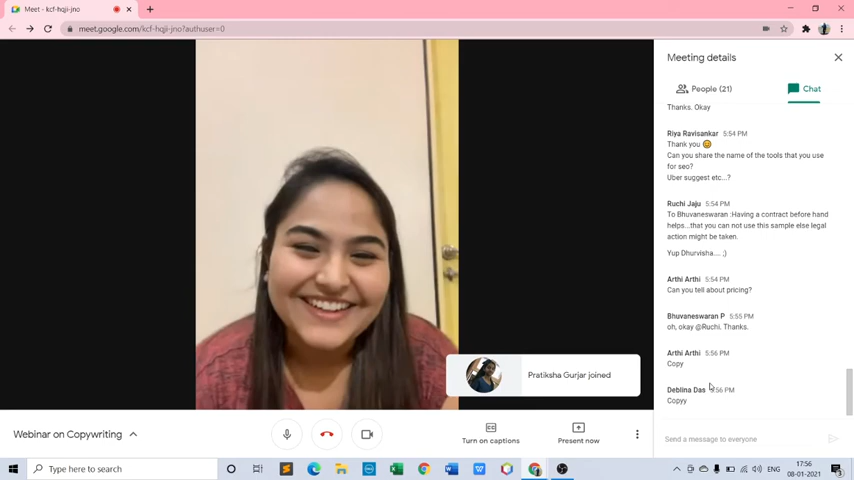 Meet - kcf-hqji-jno
meet.google.com/kcf-hqji-jno?authuser=0
Meeting details
People (21)
Chat
Thanks. Okay
Riya Ravisankar 5:54 PM
Thank you 😊
Can you share the name of the tools that you use
for seo?
Uber suggest etc...?
Ruchi Jaju 5:54 PM
To Bhuvaneswaran :Having a contract before hand
helps...that you can not use this sample else legal
action might be taken.
Yup Dhurvisha.... ;)
Arthi Arthi 5:54 PM
Can you tell about pricing?
Bhuvaneswaran P 5:55 PM
oh, okay @Ruchi. Thanks.
Arthi Arthi 5:56 PM
Copy
Deblina Das 5:56 PM
Copyy
Pratiksha Gurjar joined
Webinar on Copywriting
Turn on captions
Present now
Send a message to everyone
Type here to search
ENG
17:56
08-01-2021